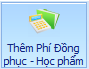 Thêm Phí Đồng
phục - Học phẩm